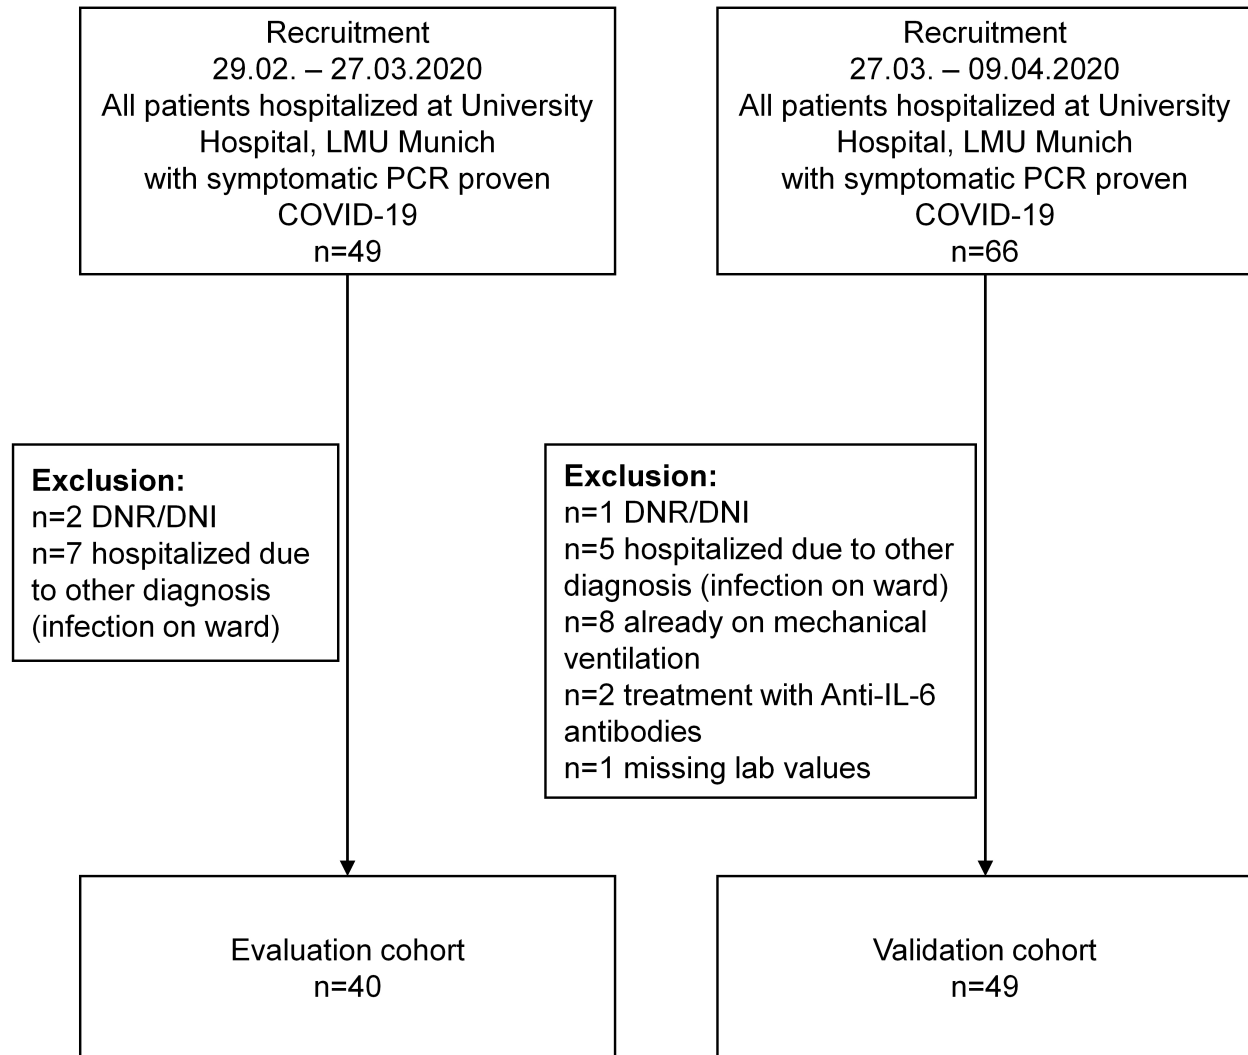 Recruitment
29.02. – 27.03.2020
All patients hospitalized at University
Hospital, LMU Munich
with symptomatic PCR proven
COVID-19
n=49
Recruitment
27.03. – 09.04.2020
All patients hospitalized at University
Hospital, LMU Munich
with symptomatic PCR proven
COVID-19
n=66
Exclusion:
n=2 DNR/DNI
n=7 hospitalized due
to other diagnosis
(infection on ward)
Exclusion:
n=1 DNR/DNI
n=5 hospitalized due to other
diagnosis (infection on ward)
n=8 already on mechanical
ventilation
n=2 treatment with Anti-IL-6
antibodies
n=1 missing lab values
Evaluation cohort
n=40
Validation cohort
n=49